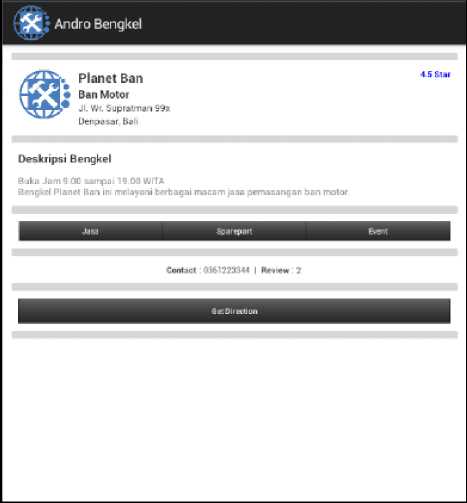 Andro Bengkel
Planet Ban
4.5 Star
Ban Motor
Jl. Wr. Supratman 99x
Denpasar, Bali
Deskripsi Bengkel
Buka Jam 9.00 sampai 19.00 WITA
Bengkel Planet Ban ini melayani berbagai macam jasa pemasangan ban motor
Jasa Sparepart Event
Contact : 0361223344 | Review : 2
Get Direction